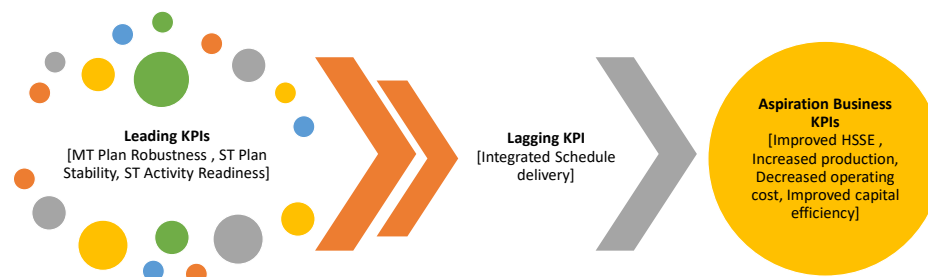 Leading KPIs
[MT Plan Robustness , ST Plan
Stability, ST Activity Readiness]
Lagging KPI
[Integrated Schedule
delivery]
Aspiration Business
KPIs
[Improved HSSE ,
Increased production,
Decreased operating
cost, Improved capital
efficiency]